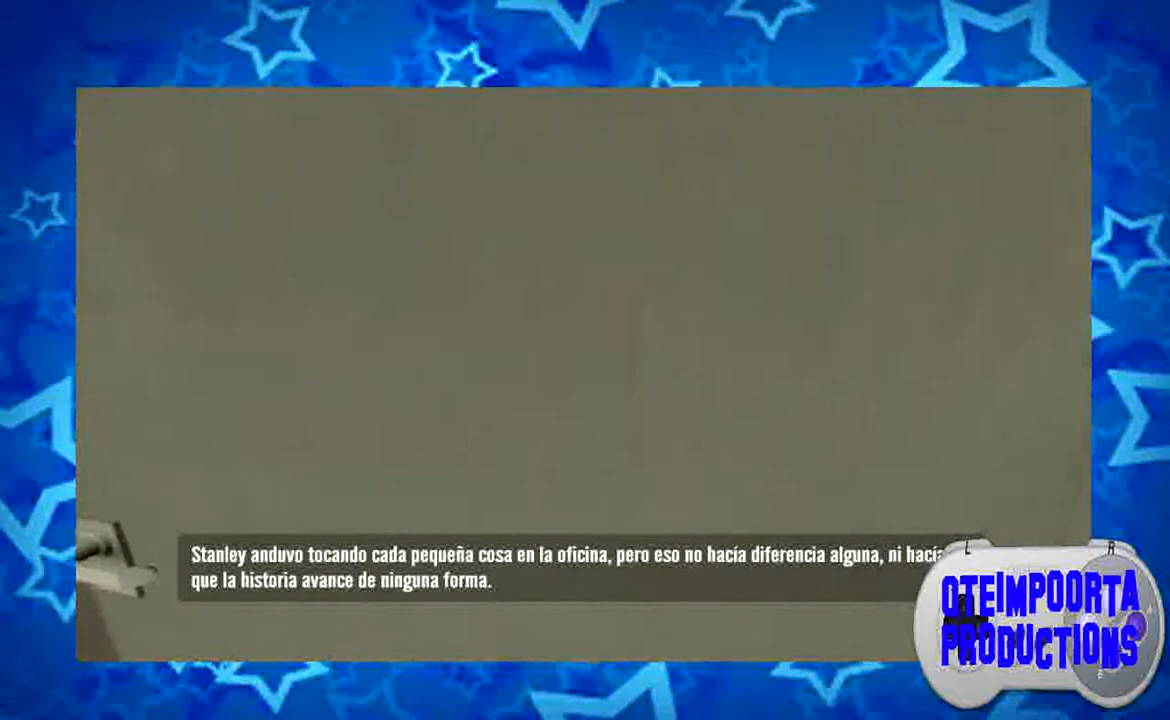 Stanley anduvo tocando cada pequeña cosa en la oficina, pero eso no hacía diferencia alguna, ni hacía
que la historia avance de ninguna forma.
L
R
QTEIMPOORTA
PRODUCTIONS